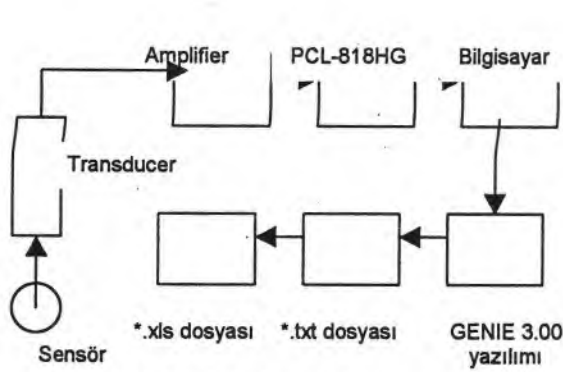 Amplifier PCL-818HG Bilgisayar
Transducer
*.xls dosyası *.txt dosyası GENIE 3.00
yazılımı
Sensör